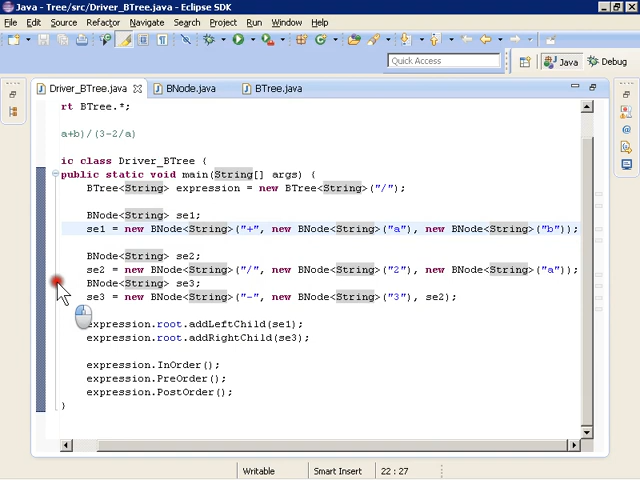 Java - Tree/src/Driver_BTree.java - Eclipse SDK
File Edit Source Refactor Navigate Search Project Run Window Help
Quick Access
Java
Debug
Driver_BTree.java
BNode.java
BTree.java
rt BTree.*;
a+b)/(3-2/a)
ic class Driver_BTree {
public static void main(String[] args) {
BTree<String> expression = new BTree<String>("/");
BNode<String> se1;
se1 = new BNode<String>("+", new BNode<String>("a"), new BNode<String>("b"));
BNode<String> se2;
se2 = new BNode<String>("/", new BNode<String>("2"), new BNode<String>("a"));
BNode<String> se3;
se3 = new BNode<String>("-", new BNode<String>("3"), se2);
expression.root.addLeftChild(se1);
expression.root.addRightChild(se3);
expression.InOrder();
expression.PreOrder();
expression.PostOrder();
}
Writable
Smart Insert
22 : 27